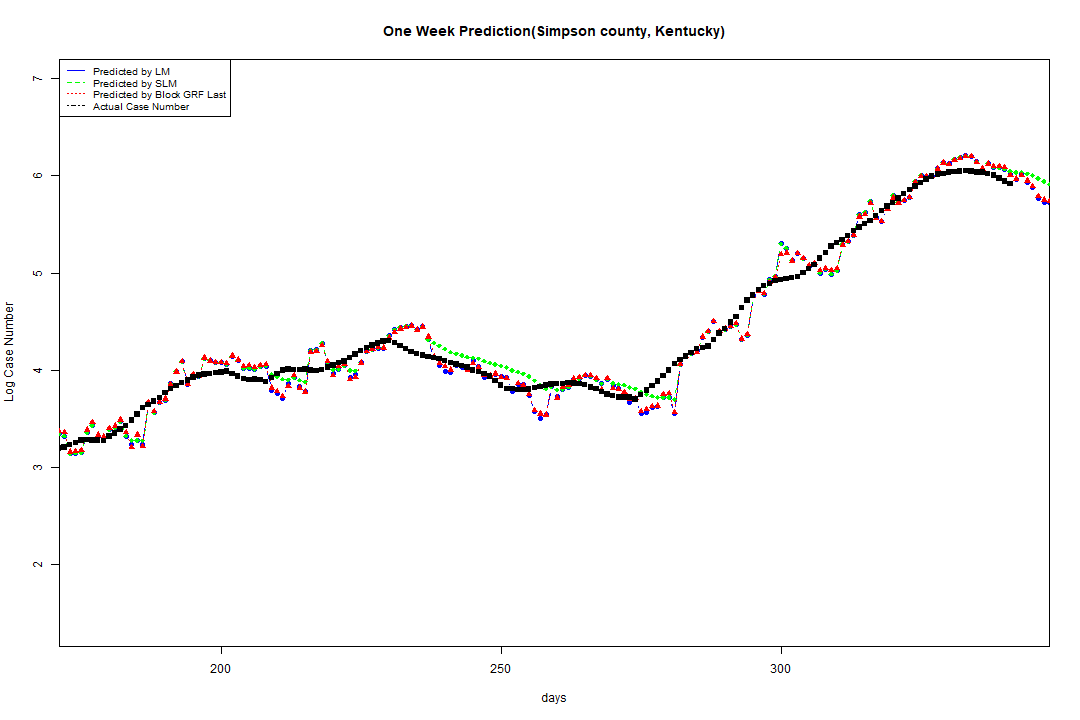 One Week Prediction(Simpson county, Kentucky)
Predicted by LM
Predicted by SLM
Predicted by Block GRF Last
Actual Case Number
7
6
5
4
3
2
Log Case Number
200 250 300
days